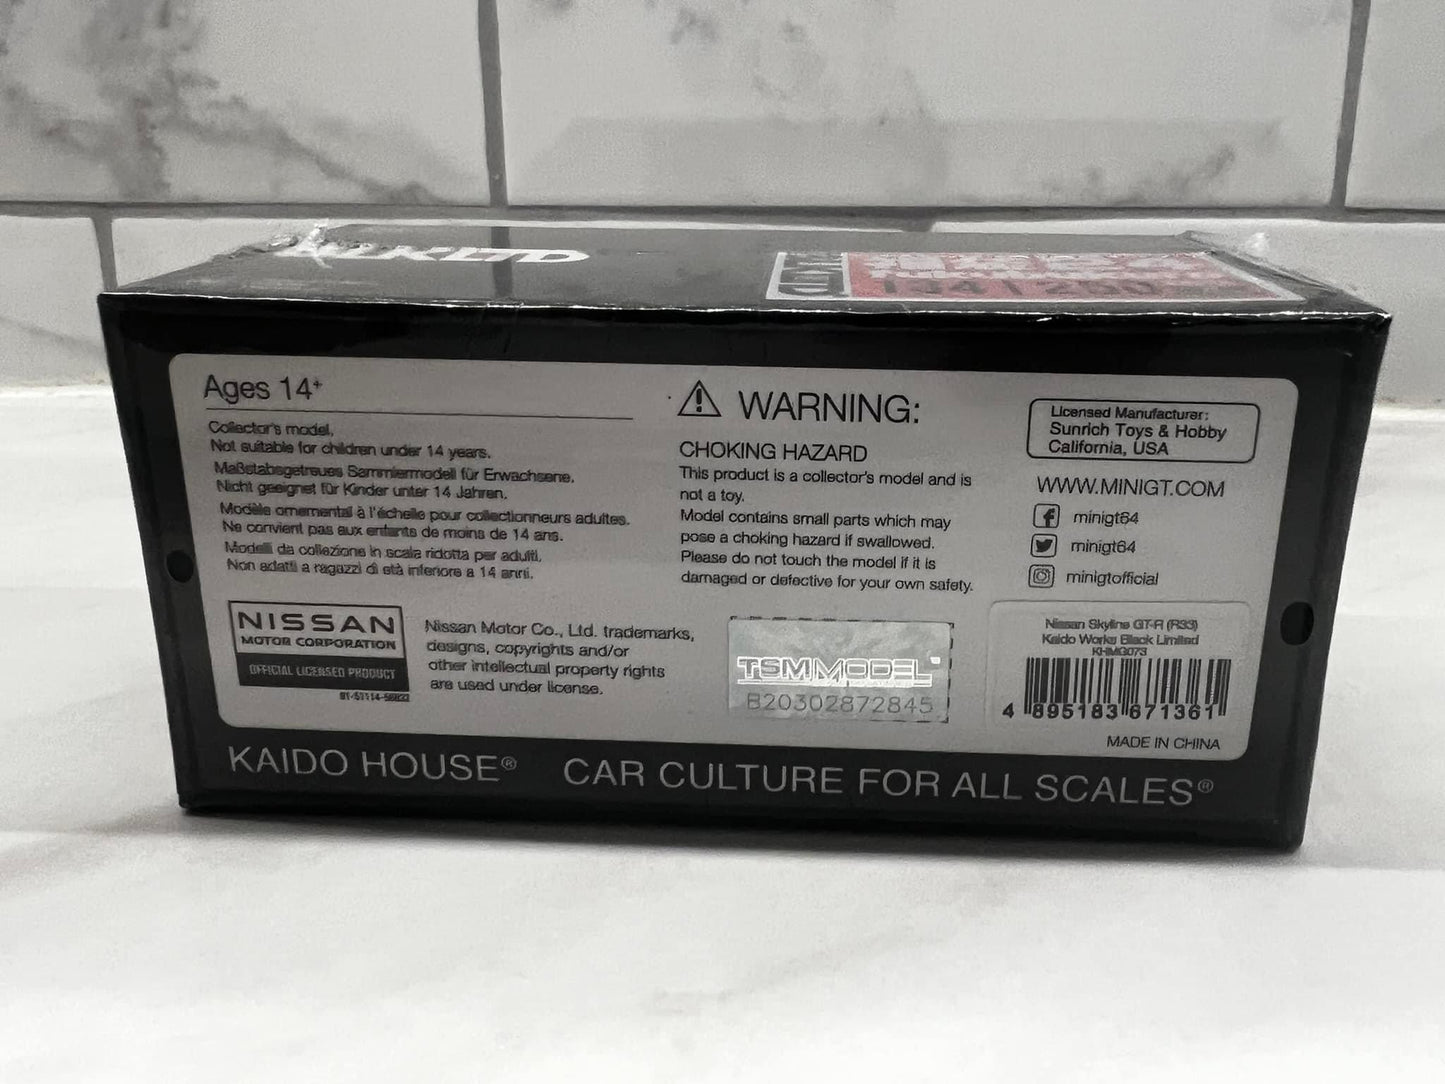 KAIDO
Ages 14+
Collector's model.
Not suitable for children under 14 years.
Maßstabsgetreues Sammlermodell für Erwachsene.
Nicht geeignet für Kinder unter 14 Jahren.
Modèle ornemental à l'échelle pour collectionneurs adultes.
Ne convient pas aux enfants de moins de 14 ans.
Modelli da collezione in scala ridotta per adulti.
Non adatti a ragazzi di età inferiore a 14 anni.
NISSAN
MOTOR CORPORATION
OFFICIAL LICENSED PRODUCT
Nissan Motor Co., Ltd. trademarks,
designs, copyrights and/or
other intellectual property rights
are used under license.
WARNING:
CHOKING HAZARD
This product is a collector's model and is
not a toy.
Model contains small parts which may
pose a choking hazard if swallowed.
Please do not touch the model if it is
damaged or defective for your own safety.
TSMMODEL
B20302872845
Licensed Manufacturer:
Sunrich Toys & Hobby
California, USA
WWW.MINIGT.COM
minigt64
minigt64
minigtofficial
Nissan Skyline GT-R (R33)
Kaido Works Black Limited
KHMG073
4 895183 671361
MADE IN CHINA
KAIDO HOUSE® CAR CULTURE FOR ALL SCALES®